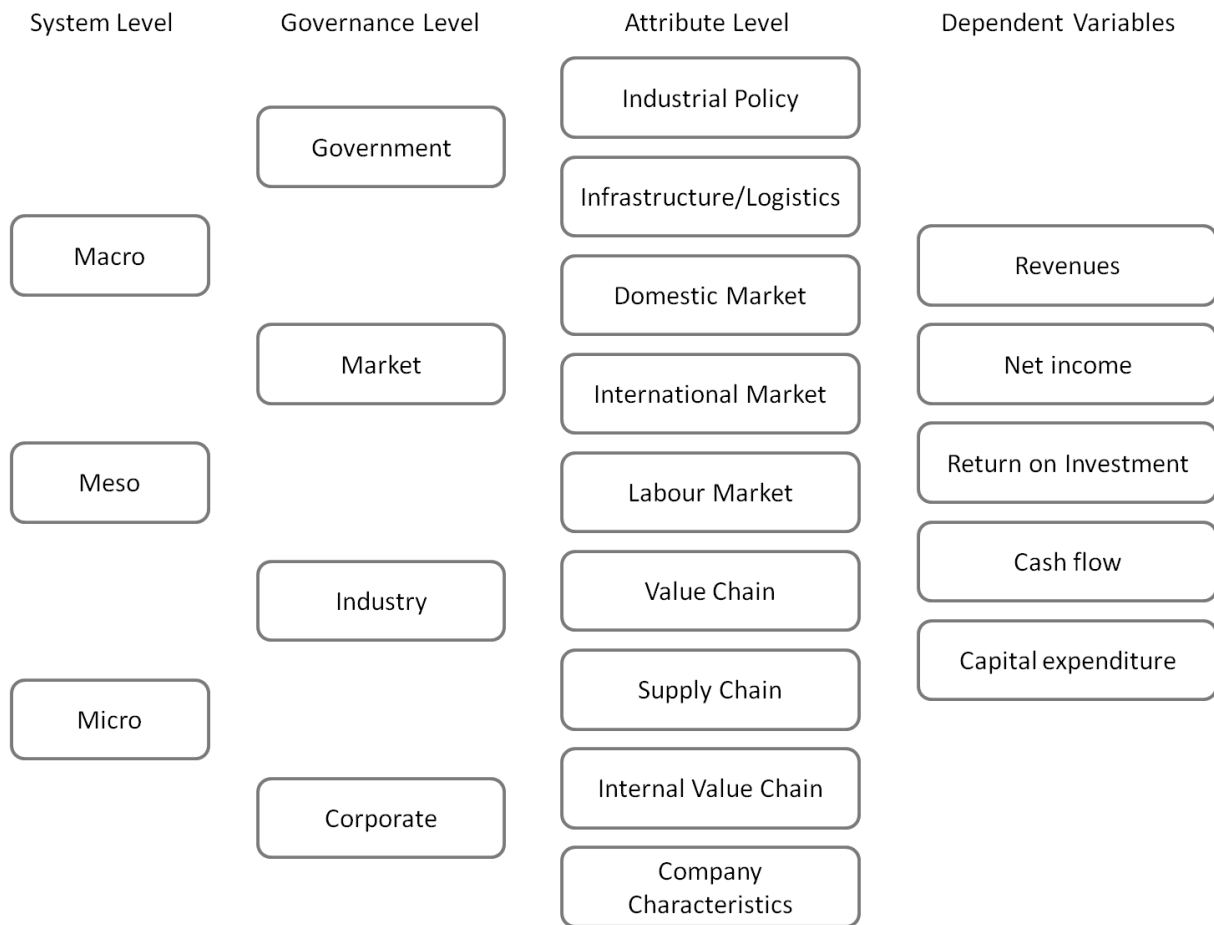 System Level
Governance Level
Attribute Level
Dependent Variables
Macro
Meso
Micro
Government
Market
Industry
Corporate
Industrial Policy
Infrastructure/Logistics
Domestic Market
International Market
Labour Market
Value Chain
Supply Chain
Internal Value Chain
Company
Characteristics
Revenues
Net income
Return on Investment
Cash flow
Capital expenditure